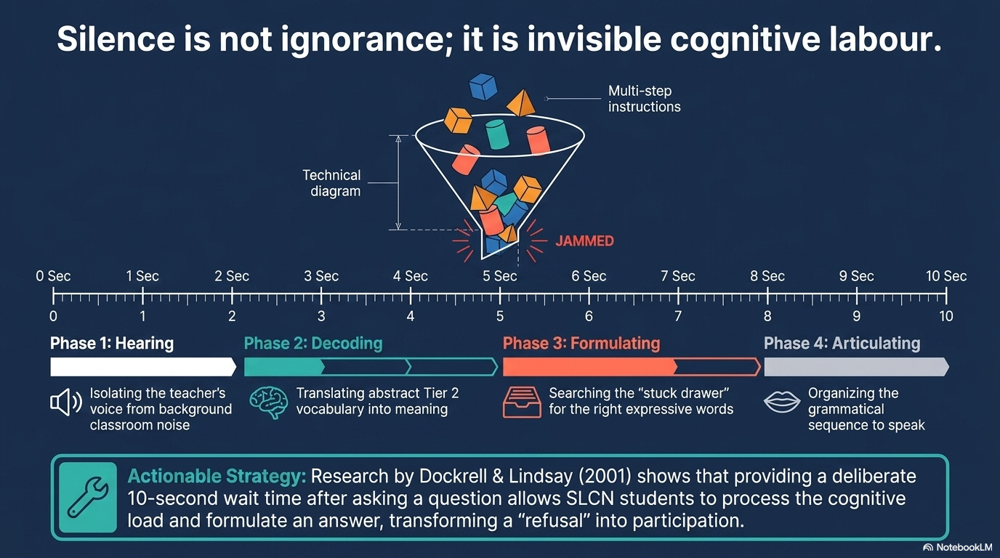 Silence is not ignorance; it is invisible cognitive labour.
Multi-step
instructions
Technical
diagram
JAMMED
0 Sec 1 Sec 2 Sec 3 Sec 4 Sec 5 Sec 6 Sec 7 Sec 8 Sec 9 Sec 10 Sec
0 1 2 3 4 5 6 7 8 9 10
Phase 1: Hearing
Isolating the teacher's
voice from background
classroom noise
Phase 2: Decoding
Translating abstract Tier 2
vocabulary into meaning
Phase 3: Formulating
Searching the “stuck drawer”
for the right expressive words
Phase 4: Articulating
Organizing the
grammatical
sequence to speak
Actionable Strategy: Research by Dockrell & Lindsay (2001) shows that providing a deliberate
10-second wait time after asking a question allows SLCN students to process the cognitive
load and formulate an answer, transforming a “refusal” into participation.
NotebookLM